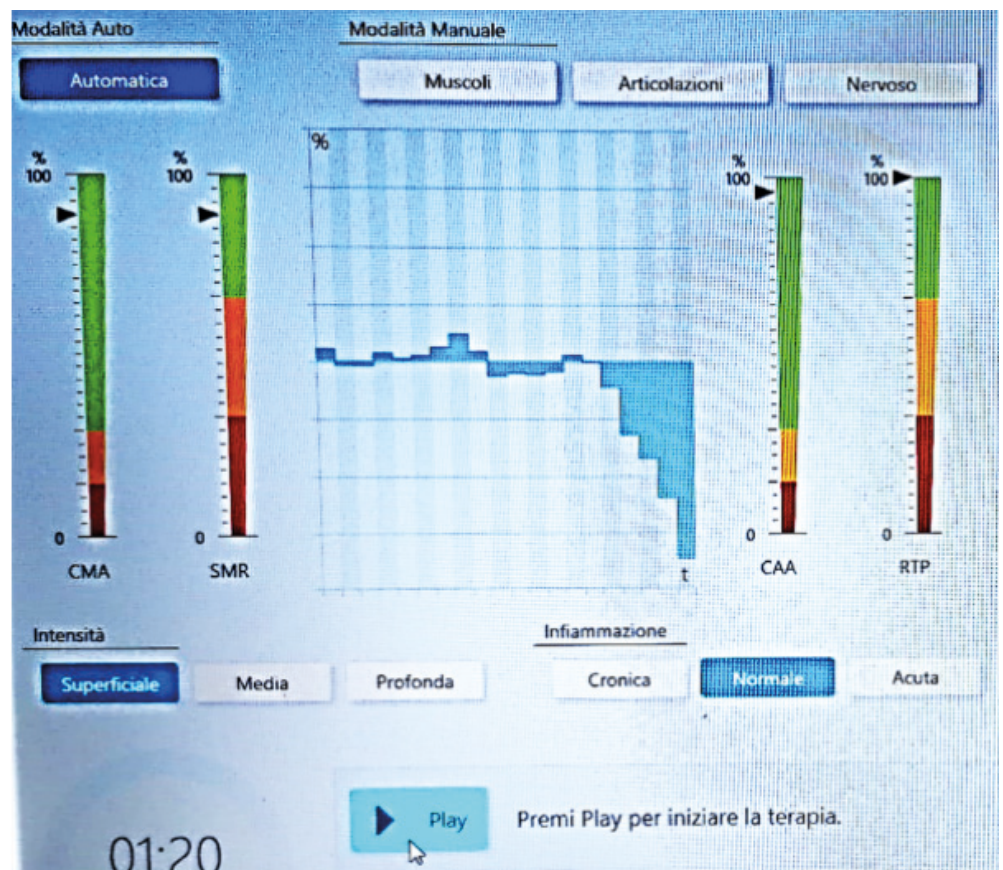 Modalità Auto
Modalità Manuale
Automatica
Muscoli
Articolazioni
Nervoso
%
100
%
100
%
%
100
%
100
0
0
t
0
0
CMA
SMR
CAA
RTP
Intensità
Infiammazione
Superficiale
Media
Profonda
Cronica
Normale
Acuta
Play
Premi Play per iniziare la terapia.
01:20